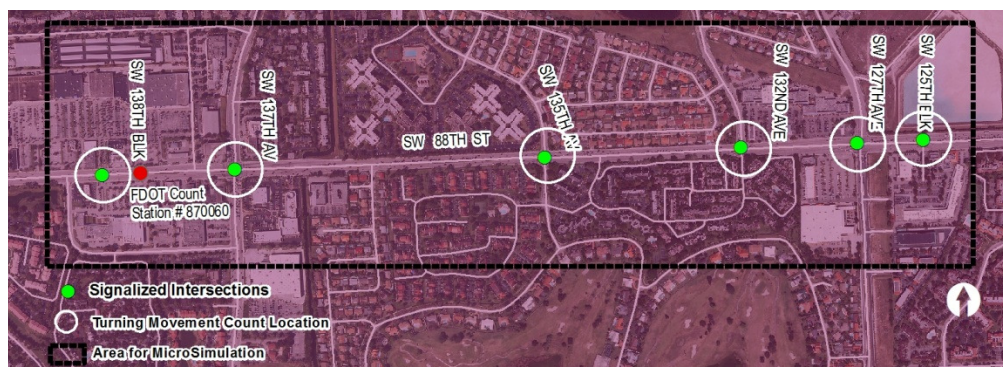 SW 138TH BLK
SW 137TH AV
SW 88TH ST
SW 135TH AV
SW 132ND AVE
SW 127TH AVE
SW 125TH ELK
FDOT Count
Station # 870060
Signalized Intersections
Turning Movement Count Location
Area for MicroSimulation